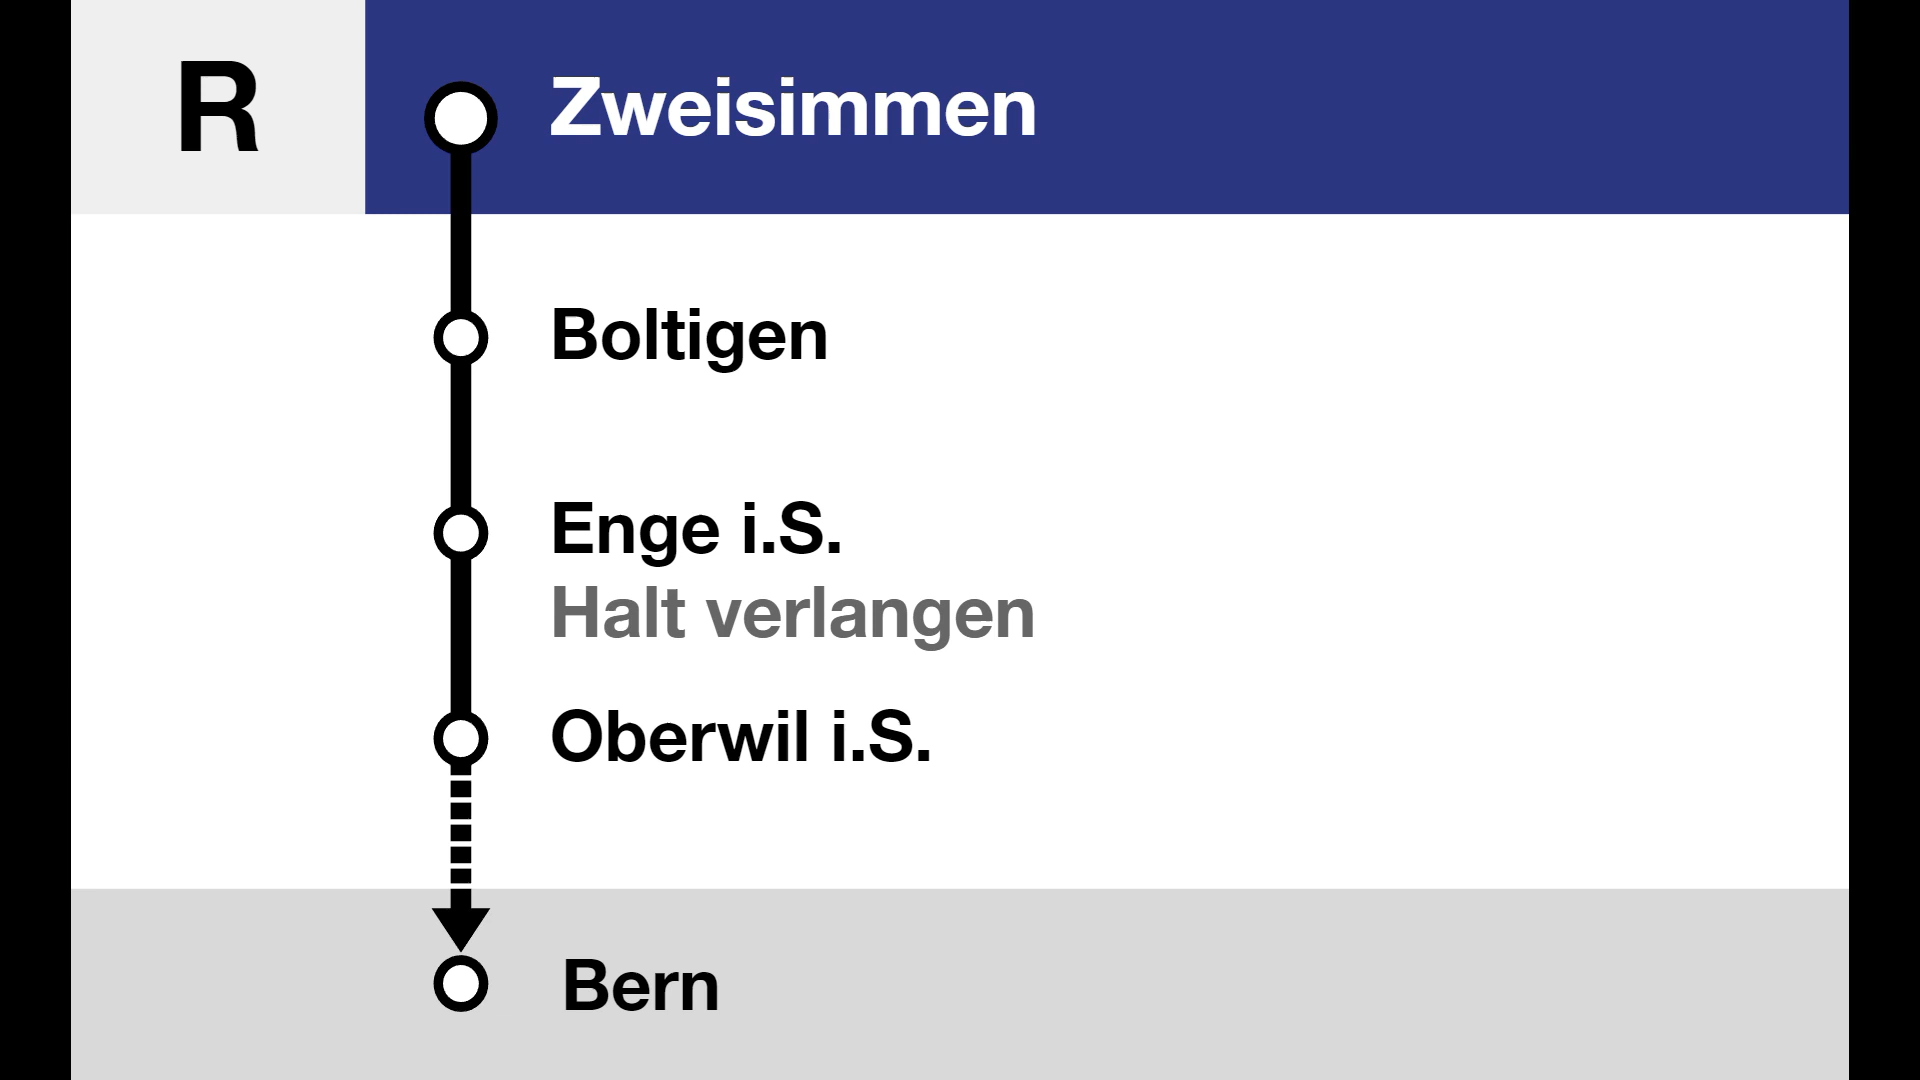 R
Zweisimmen
Boltigen
Enge i.S.
Halt verlangen
Oberwil i.S.
Bern